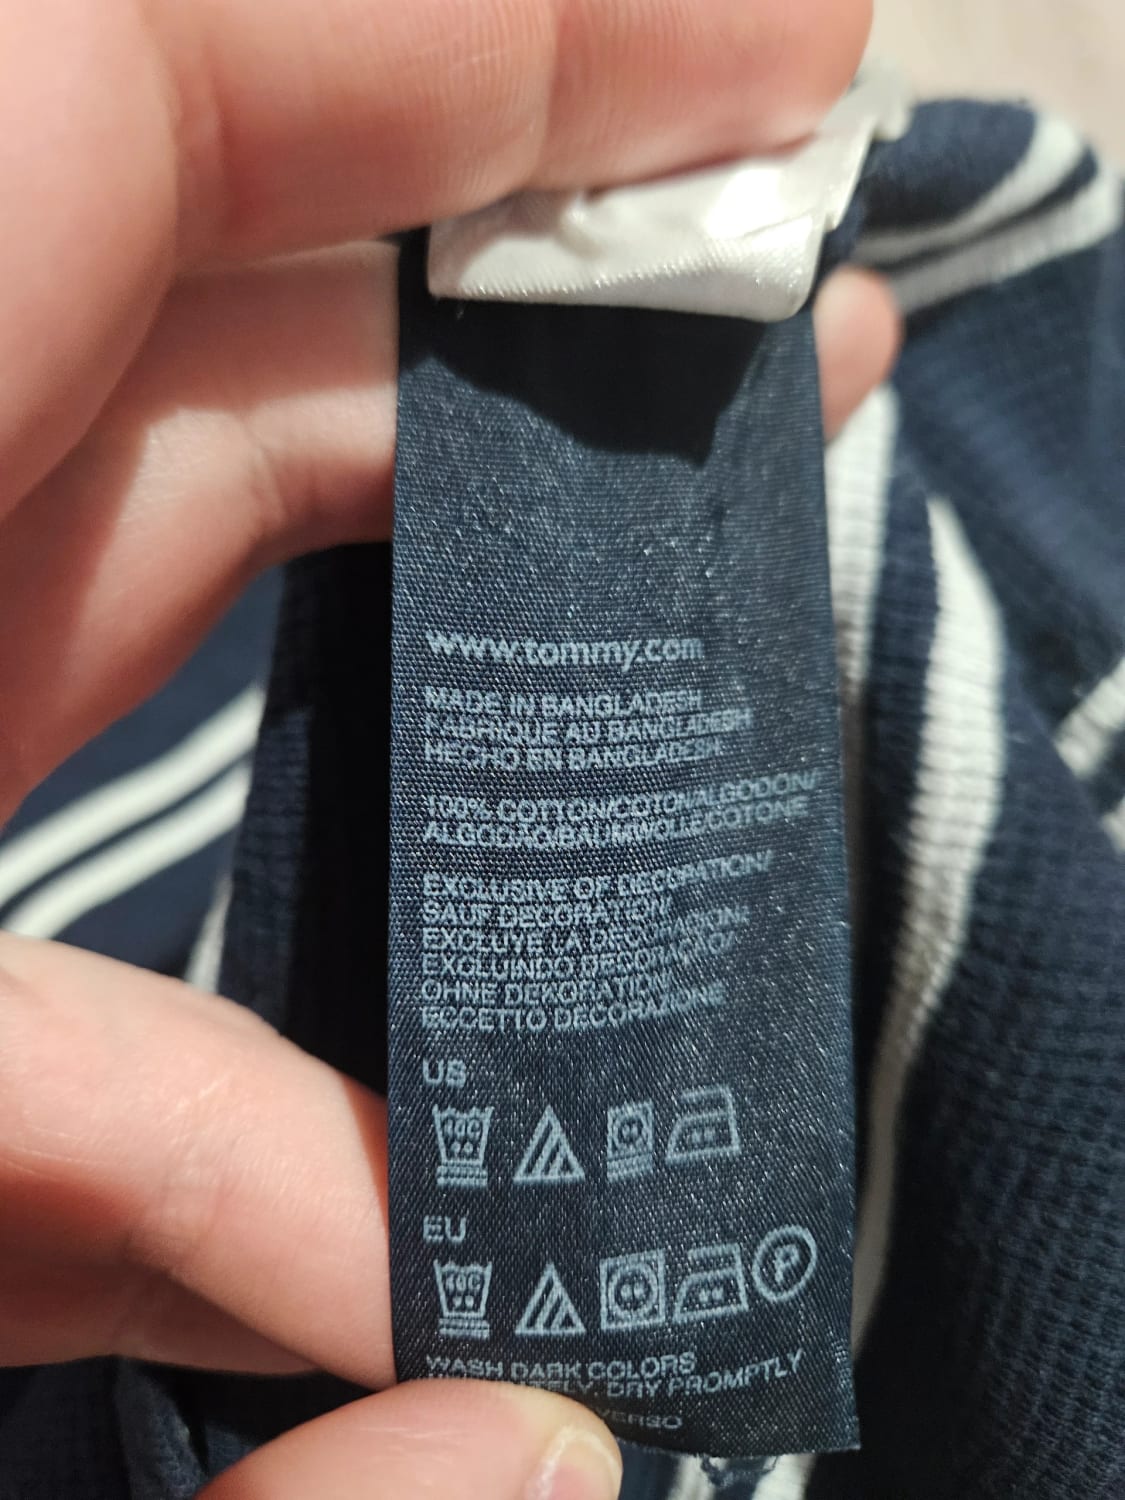 www.tommy.com
MADE IN BANGLADESH
FABRIQUE AU BANGLADESH
HECHO EN BANGLADESH
100% COTTON/COTON/ALGODON/
ALGODAO/BAUMWOLLE/COTONE
EXCLUSIVE OF DECORATION/
SAUF DECORATION/
EXCLUYE LA DECORACION/
EXCLUINDO DECORAÇAO/
OHNE DEKORATION/
ECCETTO DECORAZIONE
US
EU
P
WASH DARK COLORS
DRY PROMPTLY